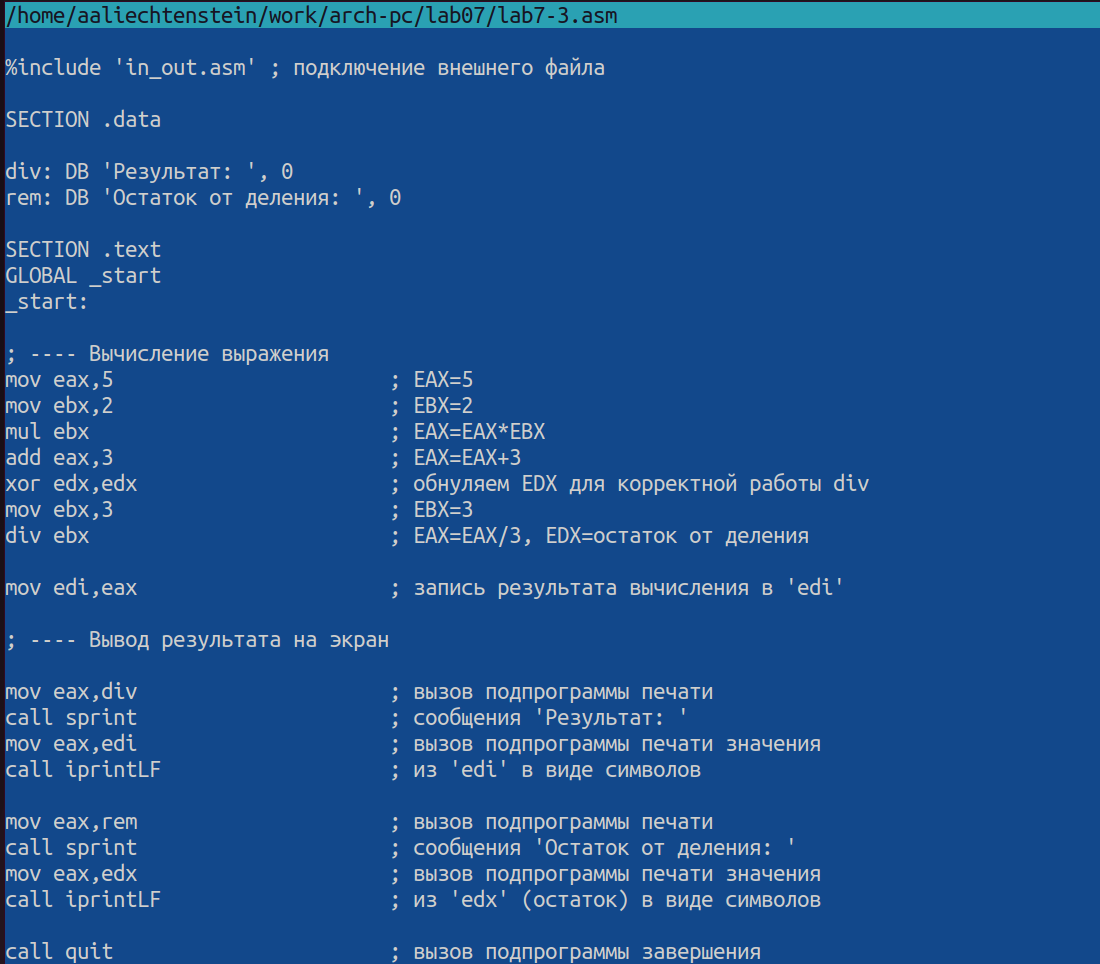 /home/aaliechtenstein/work/arch-pc/lab07/lab7-3.asm
%include 'in_out.asm' ; подключение внешнего файла
SECTION .data
div: DB 'Результат: ', 0
rem: DB 'Остаток от деления: ', 0
SECTION .text
GLOBAL _start
_start:
; ---- Вычисление выражения
mov eax,5 ; EAX=5
mov ebx,2 ; EBX=2
mul ebx ; EAX=EAX*EBX
add eax,3 ; EAX=EAX+3
xor edx,edx ; обнуляем EDX для корректной работы div
mov ebx,3 ; EBX=3
div ebx ; EAX=EAX/3, EDX=остаток от деления
mov edi,eax ; запись результата вычисления в 'edi'
; ---- Вывод результата на экран
mov eax,div ; вызов подпрограммы печати
call sprint ; сообщения 'Результат: '
mov eax,edi ; вызов подпрограммы печати значения
call iprintLF ; из 'edi' в виде символов
mov eax,rem ; вызов подпрограммы печати
call sprint ; сообщения 'Остаток от деления: '
mov eax,edx ; вызов подпрограммы печати значения
call iprintLF ; из 'edx' (остаток) в виде символов
call quit ; вызов подпрограммы завершения